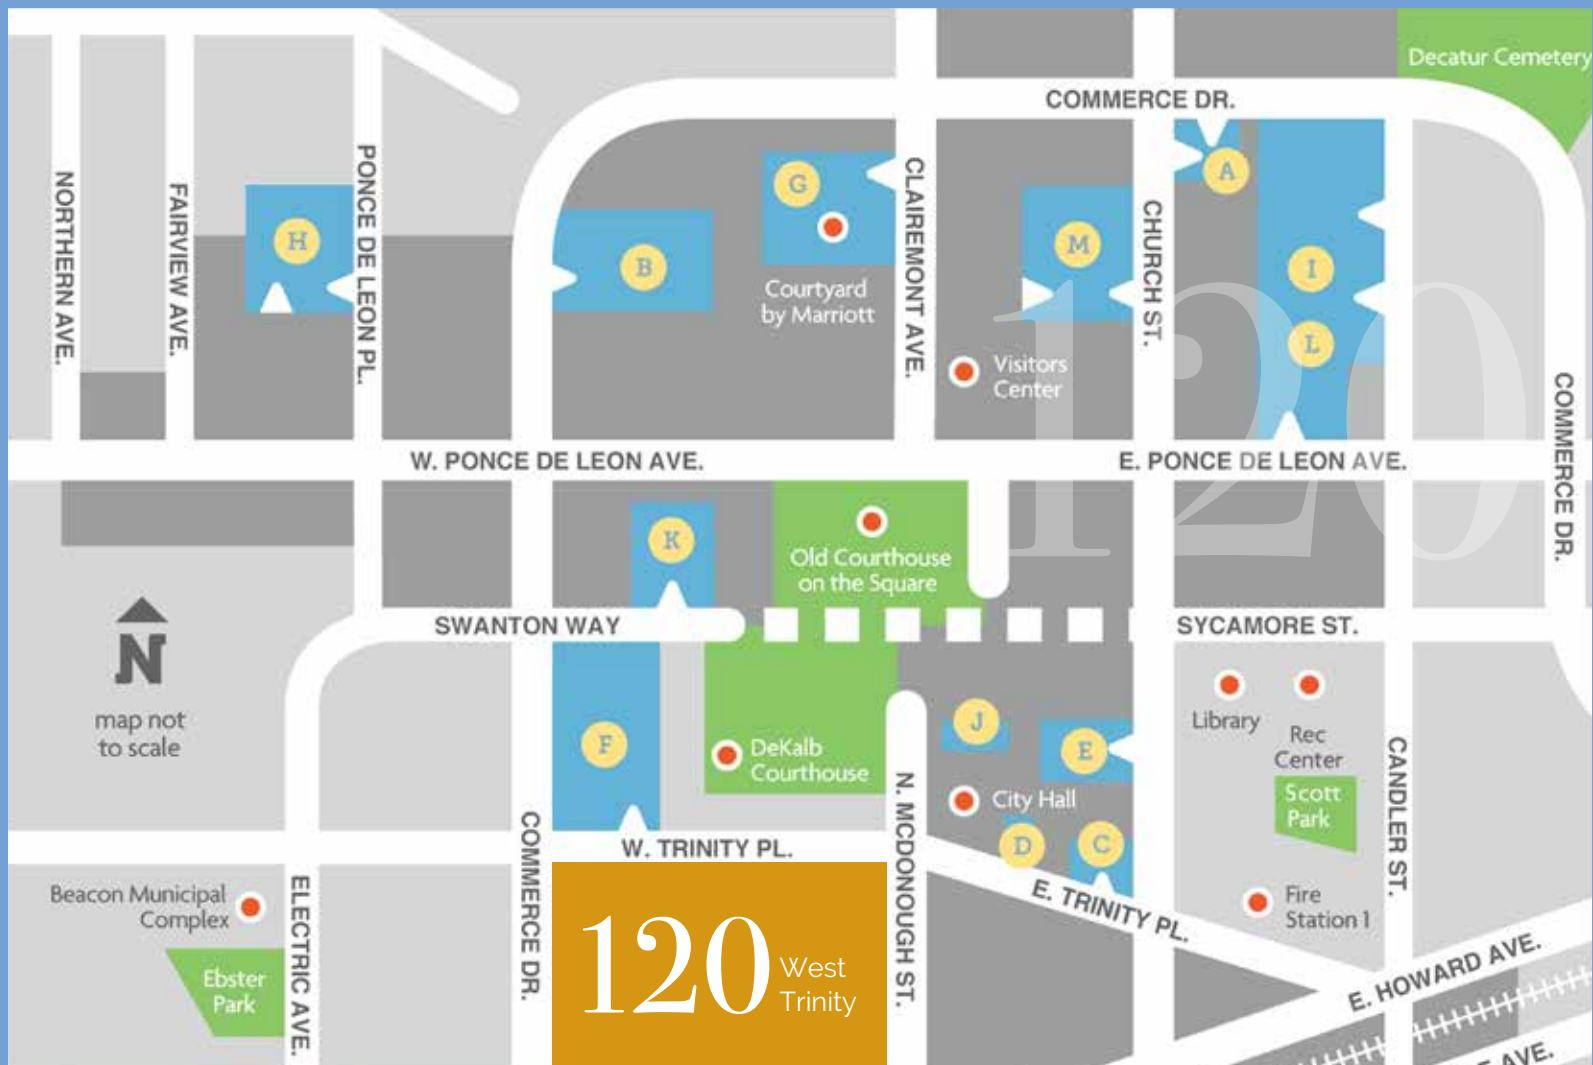 Decatur Cemetery
COMMERCE DR.
NORTHERN AVE.
FAIRVIEW AVE.
PONCE DE LEON PL.
H
B
G
Courtyard
by Marriott
CLAIREMONT AVE.
M
Visitors
Center
CHURCH ST.
A
I
L
120
COMMERCE DR.
W. PONCE DE LEON AVE.
E. PONCE DE LEON AVE.
K
Old Courthouse
on the Square
N
map not
to scale
SWANTON WAY
SYCAMORE ST.
F
DeKalb
Courthouse
J
E
City Hall
D
C
Library
Rec
Center
Scott
Park
Fire
Station 1
CANDLER ST.
N. MCDONOUGH ST.
W. TRINITY PL.
E. TRINITY PL.
Beacon Municipal
Complex
Ebster
Park
ELECTRIC AVE.
COMMERCE DR.
120
West
Trinity
E. HOWARD AVE.
AVE.